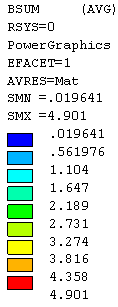 BSUM (AVG)
RSYS=0
PowerGraphics
EFACET=1
AVRES=Mat
SMN =.019641
SMX =4.901
.019641
.561976
1.104
1.647
2.189
2.731
3.274
3.816
4.358
4.901